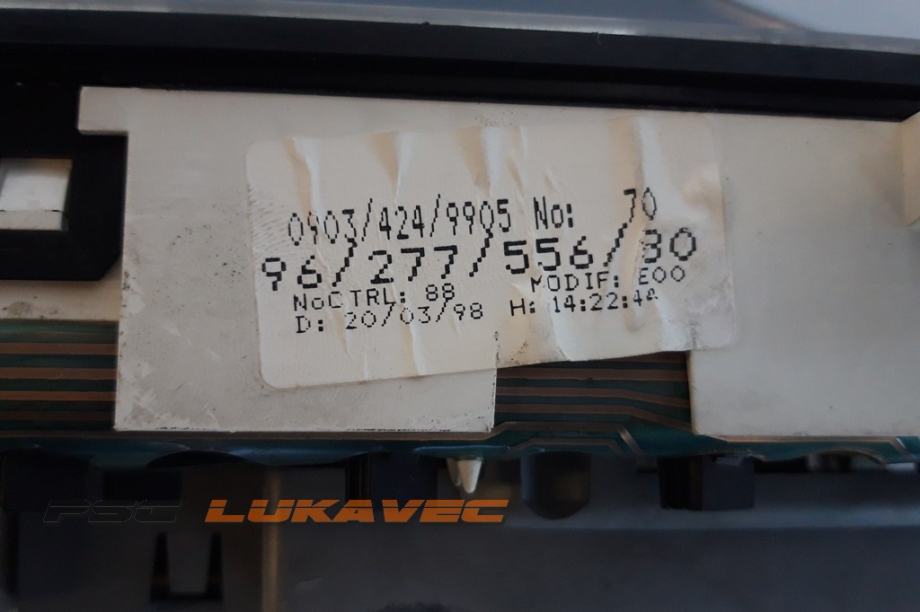 0903/424/9905 No: 70
96/277/556/80
NoCTRL: 88 MODIF: E00
D: 20/03/98 H: 14:22:44
PSC LUKAVEC